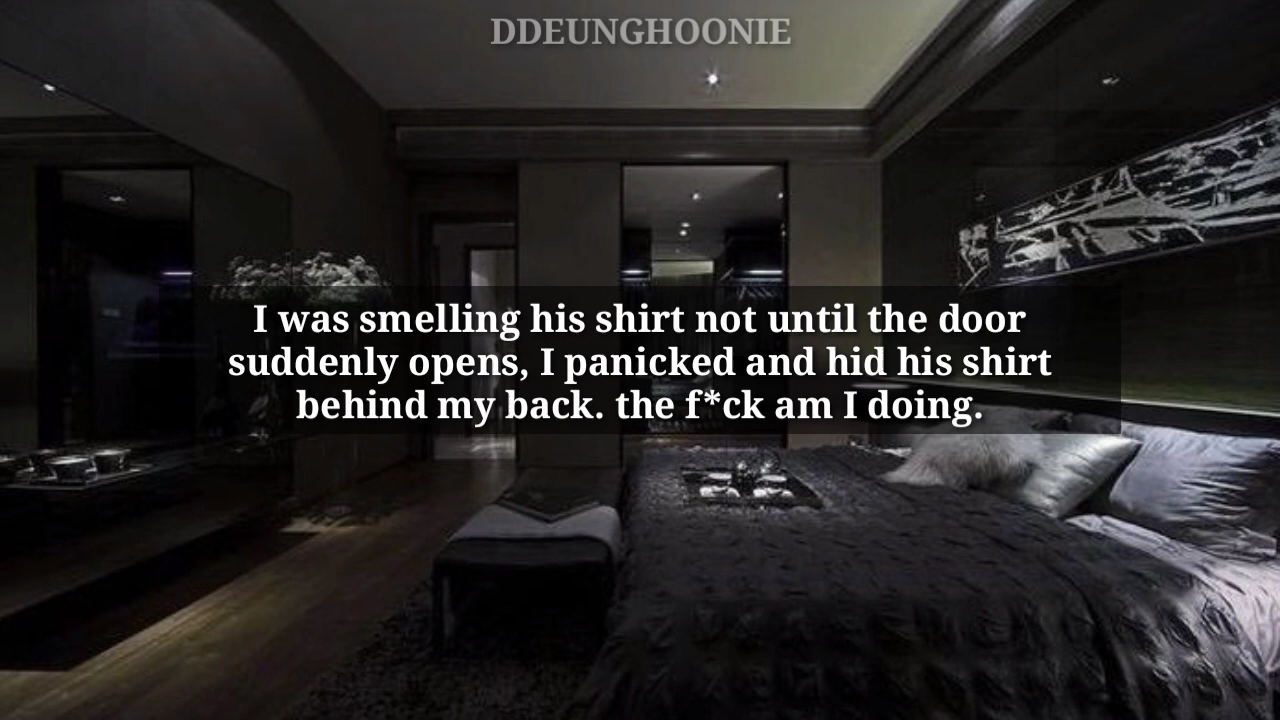 DDEUNGHOONIE
I was smelling his shirt not until the door
suddenly opens, I panicked and hid his shirt
behind my back. the f*ck am I doing.